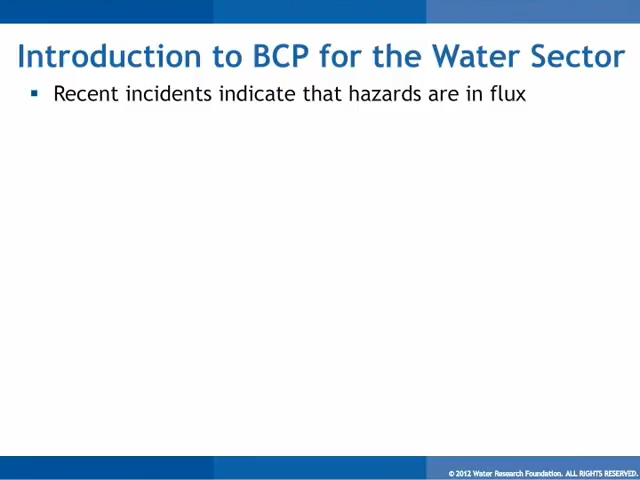 Introduction to BCP for the Water Sector
▪ Recent incidents indicate that hazards are in flux
© 2012 Water Research Foundation. ALL RIGHTS RESERVED.